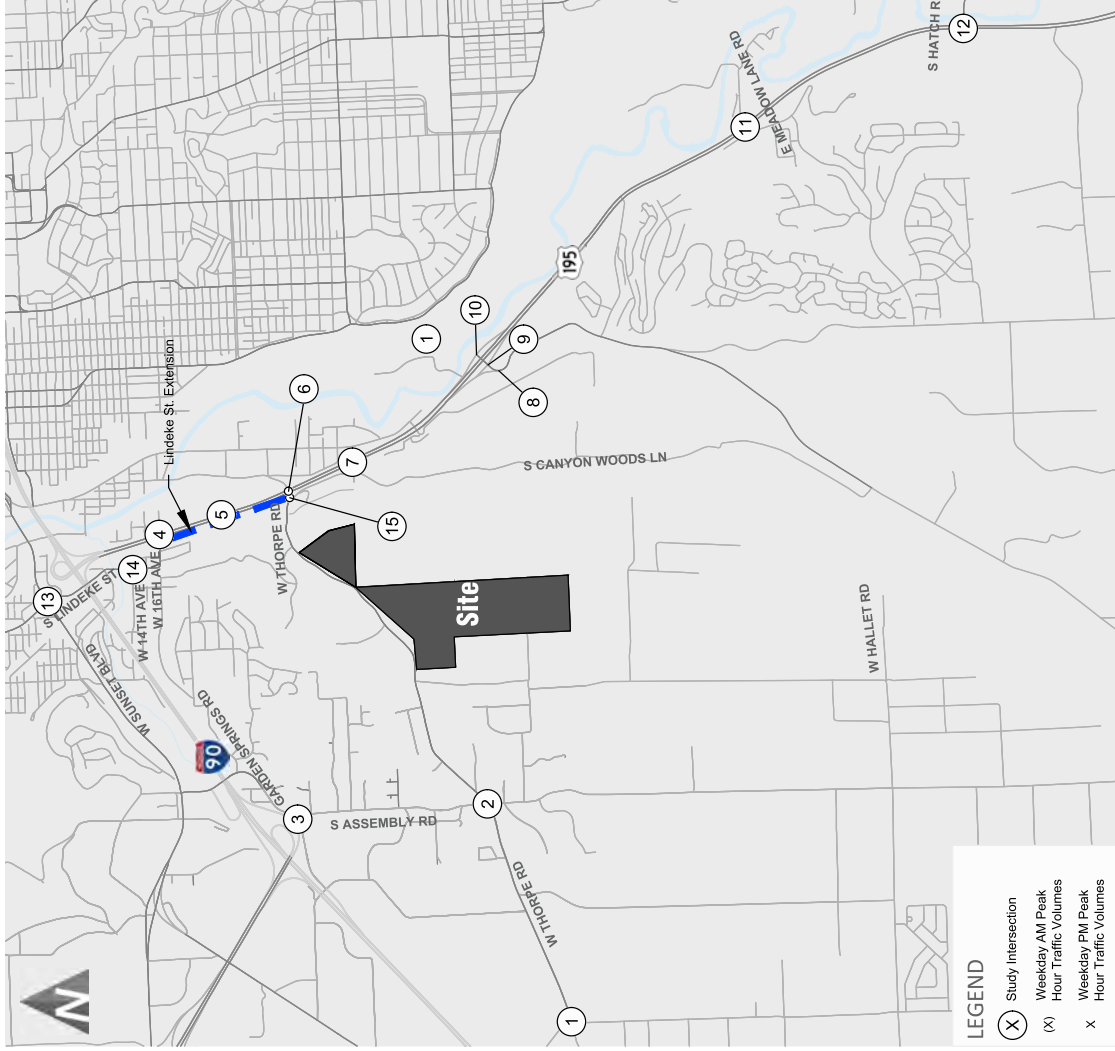 S HATCH R
12
E MEADOW LANE RD
11
195
10
1
9
8
Lindeke St. Extension
6
7
S CANYON WOODS LN
5
4
15
W THORPE RD
14
13
S LINDEKE ST
W 14TH AVE
W 16TH AVE
W SUNSET BLVD
GARDEN SPRINGS RD
90
Site
W HALLET RD
3
S ASSEMBLY RD
2
W THORPE RD
1
N
LEGEND
X Study Intersection
(X) Weekday AM Peak
Hour Traffic Volumes
X Weekday PM Peak
Hour Traffic Volumes